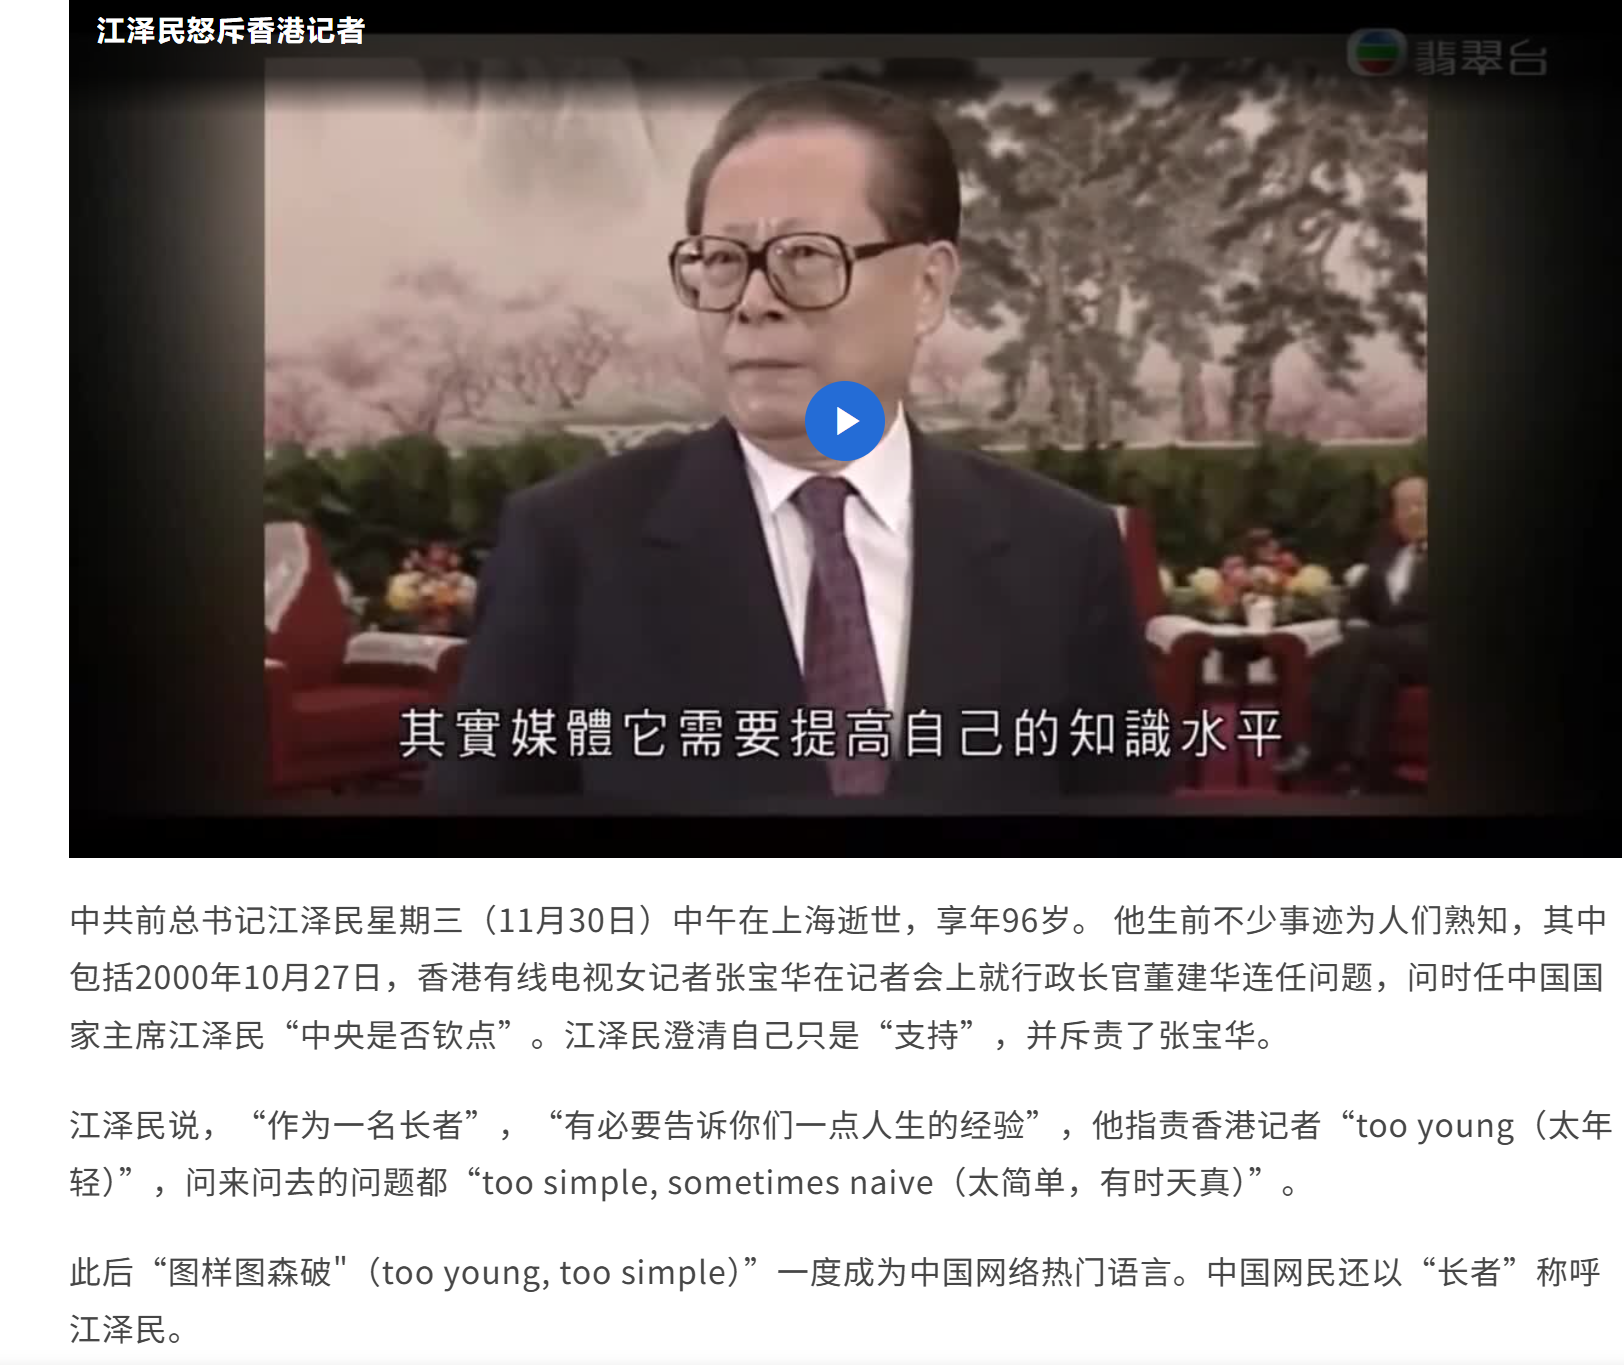 江泽民怒斥香港记者
翡翠台
其實媒體它需要提高自己的知識水平
中共前总书记江泽民星期三（11月30日）中午在上海逝世，享年96岁。 他生前不少事迹为人们熟知，其中
包括2000年10月27日，香港有线电视女记者张宝华在记者会上就行政长官董建华连任问题，问时任中国国
家主席江泽民“中央是否钦点”。江泽民澄清自己只是“支持”，并斥责了张宝华。
江泽民说，“作为一名长者”，“有必要告诉你们一点人生的经验”，他指责香港记者“too young（太年
轻）”，问来问去的问题都“too simple, sometimes naive（太简单，有时天真）”。
此后“图样图森破"（too young, too simple）”一度成为中国网络热门语言。中国网民还以“长者”称呼
江泽民。